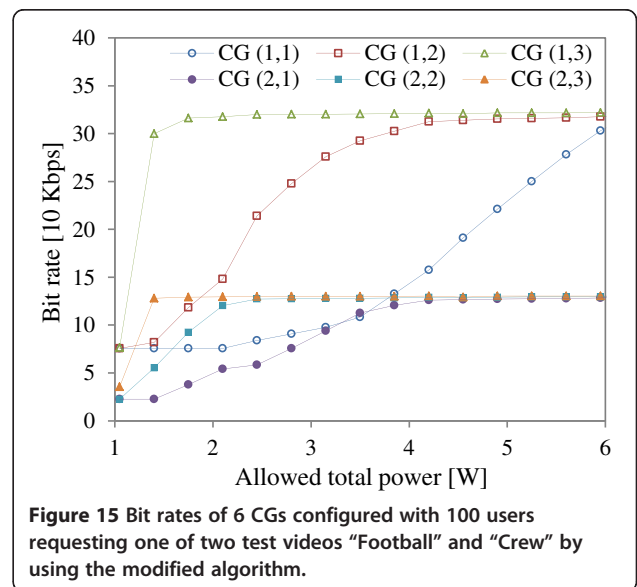 40
35
30
25
20
15
10
5
0
Bit rate [10 Kbps]
CG (1,1) CG (1,2) CG (1,3)
CG (2,1) CG (2,2) CG (2,3)
1 2 3 4 5 6
Allowed total power [W]
Figure 15 Bit rates of 6 CGs configured with 100 users
requesting one of two test videos “Football” and “Crew” by
using the modified algorithm.